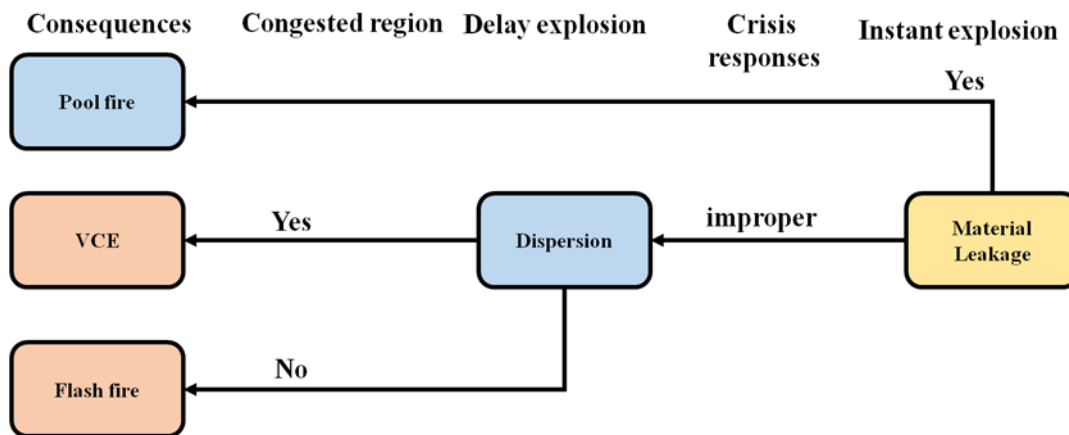 Consequences
Congested region
Delay explosion
Crisis
responses
Instant explosion
Yes
Pool fire
VCE
Yes
Dispersion
improper
Material
Leakage
No
Flash fire